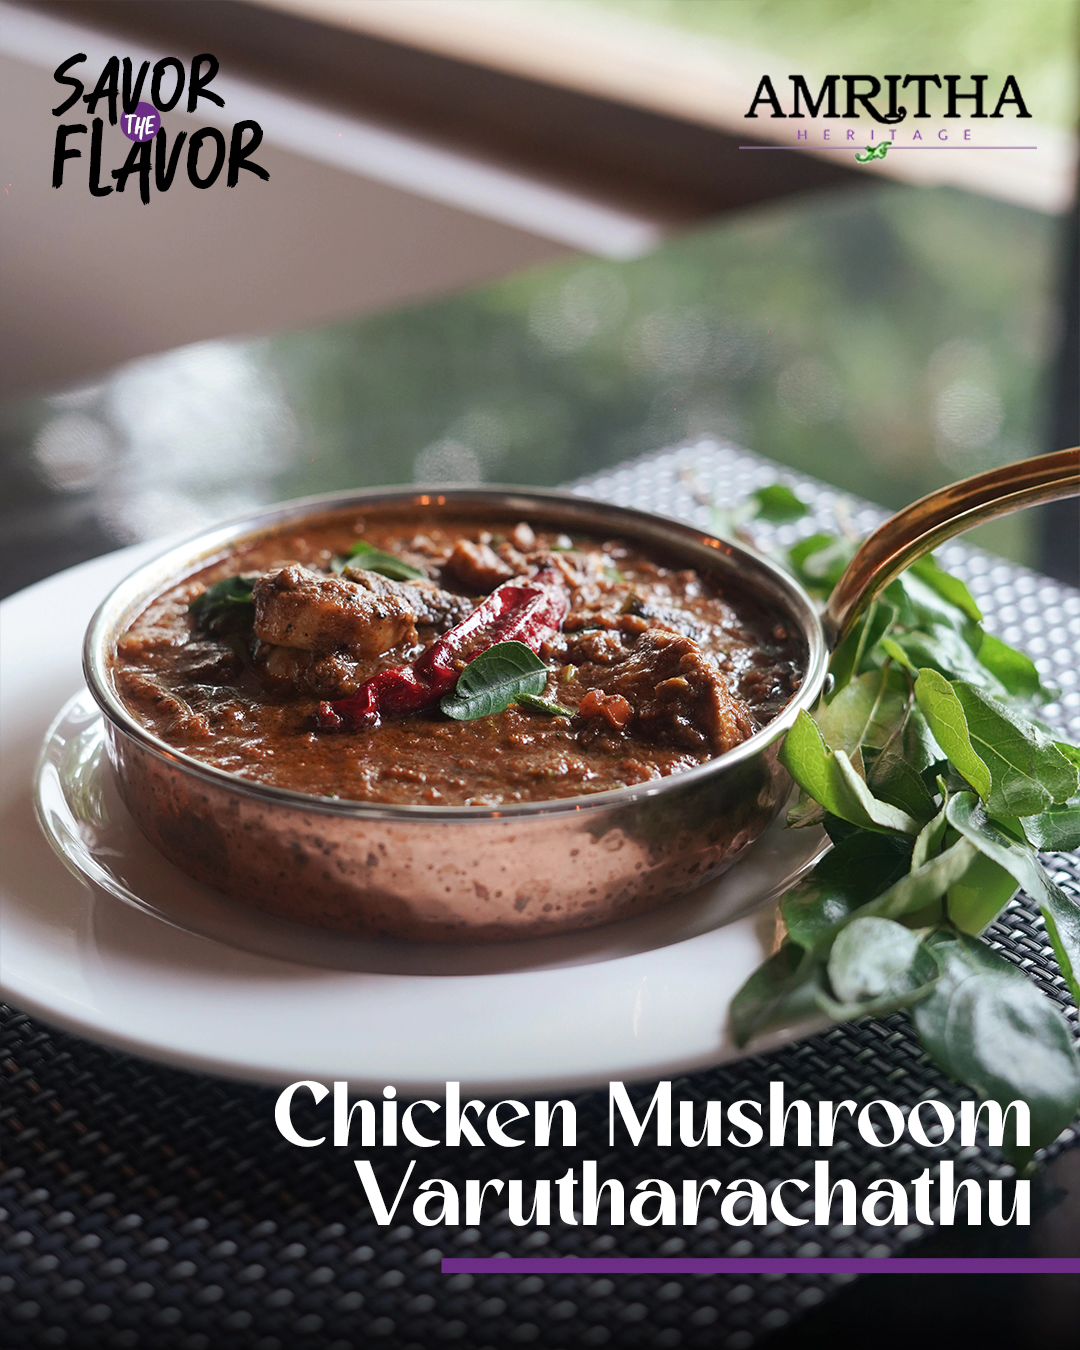 SAVOR
THE
FLAVOR
AMRITHA
HERITAGE
Chicken Mushroom
Varutharachathu